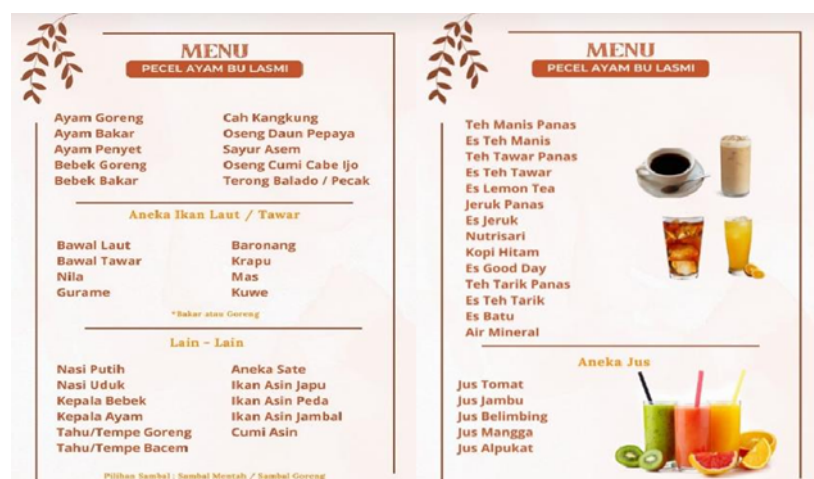 MENU
PECEL AYAM BU LASMI
Ayam Goreng
Ayam Bakar
Ayam Penyet
Bebek Goreng
Bebek Bakar
Cah Kangkung
Oseng Daun Pepaya
Sayur Asem
Oseng Cumi Cabe Ijo
Terong Balado / Pecak
Aneka Ikan Laut / Tawar
Bawal Laut
Bawal Tawar
Nila
Gurame
Baronang
Krapu
Mas
Kuwe
*Bakar atau Goreng
Lain - Lain
Nasi Putih
Nasi Uduk
Kepala Bebek
Kepala Ayam
Tahu/Tempe Goreng
Tahu/Tempe Bacem
Aneka Sate
Ikan Asin Japu
Ikan Asin Peda
Ikan Asin Jambal
Cumi Asin
Pilihan Sambal : Sambal Mentah / Sambal Goreng
MENU
PECEL AYAM BU LASMI
Teh Manis Panas
Es Teh Manis
Teh Tawar Panas
Es Teh Tawar
Es Lemon Tea
Jeruk Panas
Es Jeruk
Nutrisari
Kopi Hitam
Es Good Day
Teh Tarik Panas
Es Teh Tarik
Es Batu
Air Mineral
Aneka Jus
Jus Tomat
Jus Jambu
Jus Belimbing
Jus Mangga
Jus Alpukat